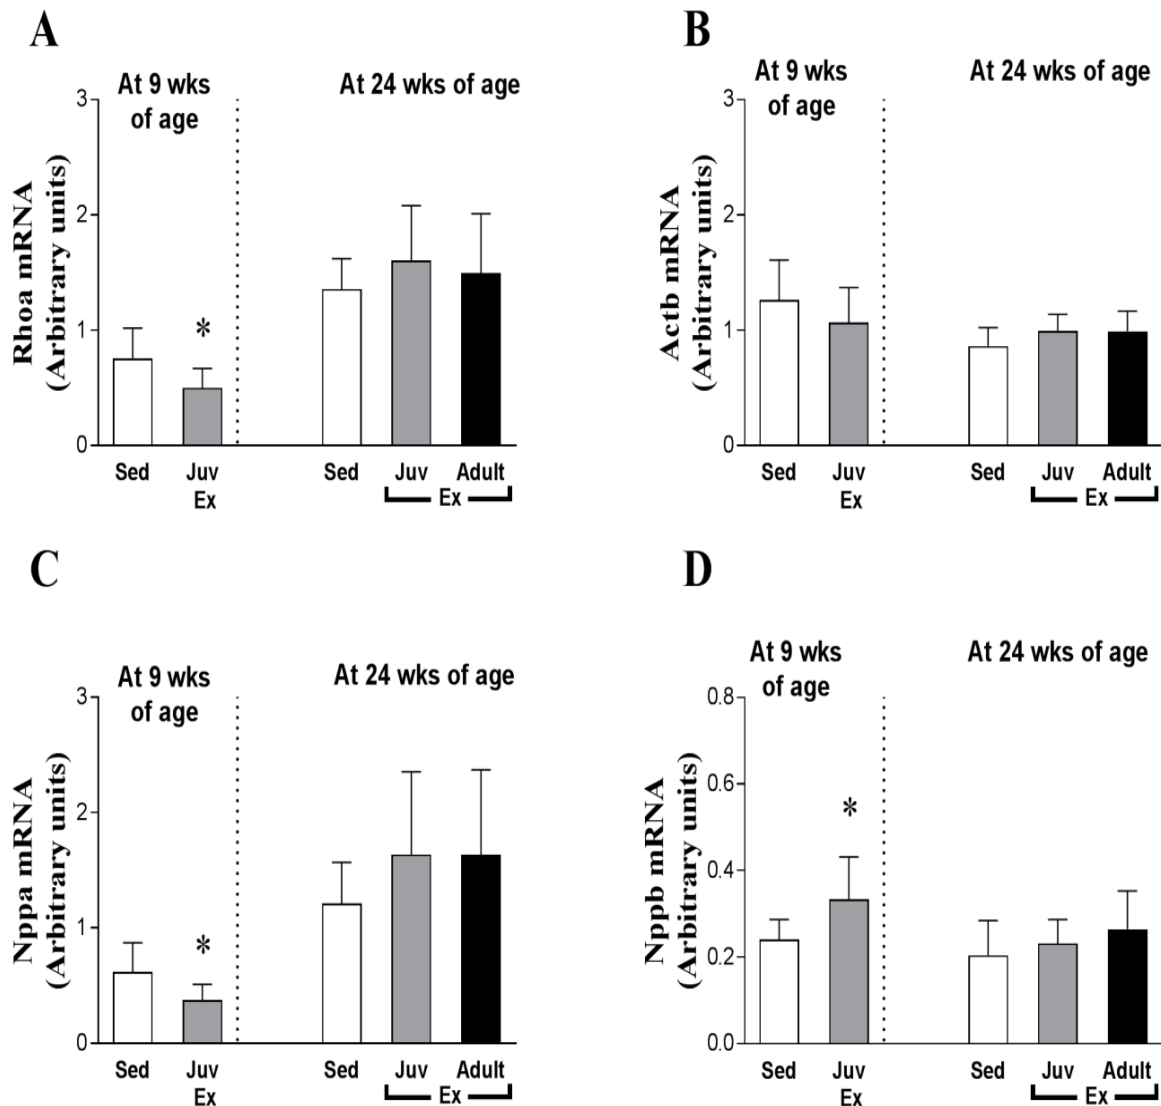 A
At 9 wks
of age
At 24 wks of age
Rhoa mRNA
(Arbitrary units)
3
2
1
0
Sed
Juv
Ex
Sed
Juv
Adult
Ex
*
B
At 9 wks
of age
At 24 wks of age
Actb mRNA
(Arbitrary units)
3
2
1
0
Sed
Juv
Ex
Sed
Juv
Adult
Ex
C
At 9 wks
of age
At 24 wks of age
Nppa mRNA
(Arbitrary units)
3
2
1
0
*
Sed
Juv
Ex
Sed
Juv
Adult
Ex
D
At 9 wks
of age
At 24 wks of age
Nppb mRNA
(Arbitrary units)
0.8
0.6
0.4
0.2
0.0
*
Sed
Juv
Ex
Sed
Juv
Adult
Ex